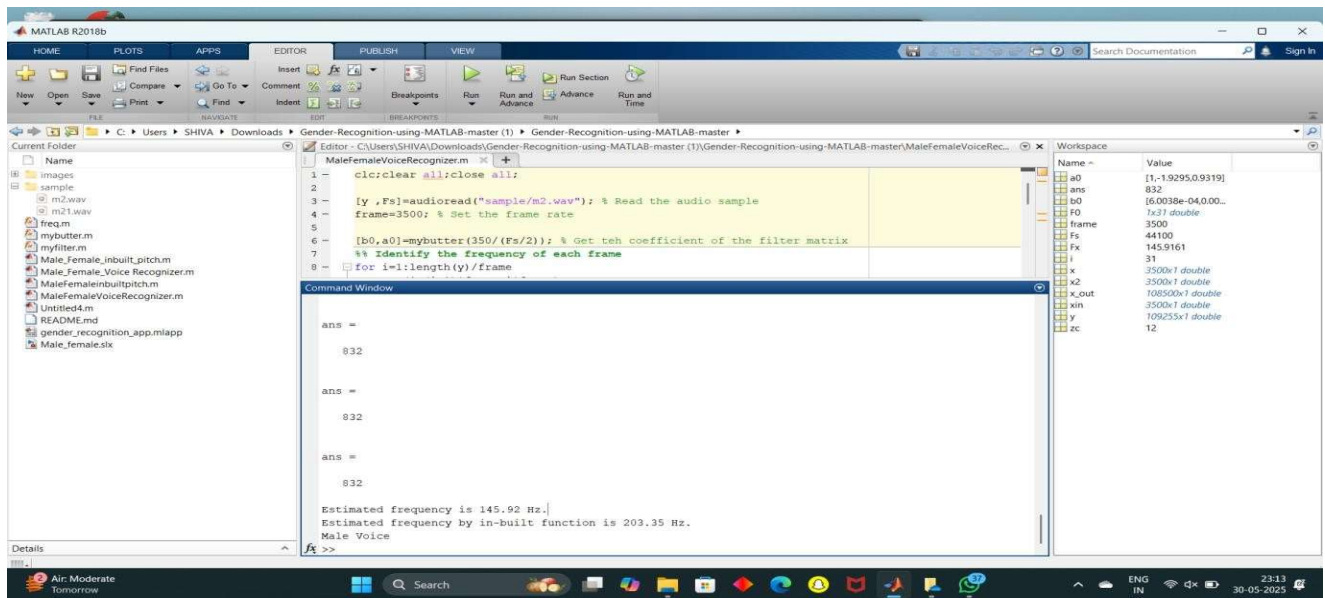 MATLAB R2018b
HOME PLOTS APPS EDITOR PUBLISH VIEW Search Documentation Sign In
New Open Save Find Files Compare Print Go To Find Insert Comment Indent fx Breakpoints Run Run and Advance Run Section Advance Run and Time
FILE NAVIGATE EDIT BREAKPOINTS RUN
C: Users SHIVA Downloads Gender-Recognition-using-MATLAB-master (1) Gender-Recognition-using-MATLAB-master
Current Folder
Name
images
sample
m2.wav
m21.wav
freq.m
mybutter.m
myfilter.m
Male_Female_inbuilt_pitch.m
Male_Female_Voice Recognizer.m
MaleFemaleinbuiltpitch.m
MaleFemaleVoiceRecognizer.m
Untitled4.m
README.md
gender_recognition_app.mlapp
Male_female.slx
Details
Editor - C:\Users\SHIVA\Downloads\Gender-Recognition-using-MATLAB-master (1)\Gender-Recognition-using-MATLAB-master\MaleFemaleVoiceRec...
MaleFemaleVoiceRecognizer.m +
1 - clc;clear all;close all;
2
3 - [y ,Fs]=audioread("sample/m2.wav"); % Read the audio sample
4 - frame=3500; % Set the frame rate
5
6 - [b0,a0]=mybutter(350/(Fs/2)); % Get teh coefficient of the filter matrix
7 %% Identify the frequency of each frame
8 - for i=1:length(y)/frame
Command Window
ans =
832
ans =
832
ans =
832
Estimated frequency is 145.92 Hz.
Estimated frequency by in-built function is 203.35 Hz.
Male Voice
fx >>
Workspace
Name Value
a0 [1,-1.9295,0.9319]
ans 832
b0 [6.0038e-04,0.00...
F0 1x31 double
frame 3500
Fs 44100
Fx 145.9161
i 31
x 3500x1 double
x2 3500x1 double
x_out 108500x1 double
xin 3500x1 double
y 109255x1 double
zc 12
2 Air: Moderate
Tomorrow
Search
37
ENG
IN
23:13
30-05-2025